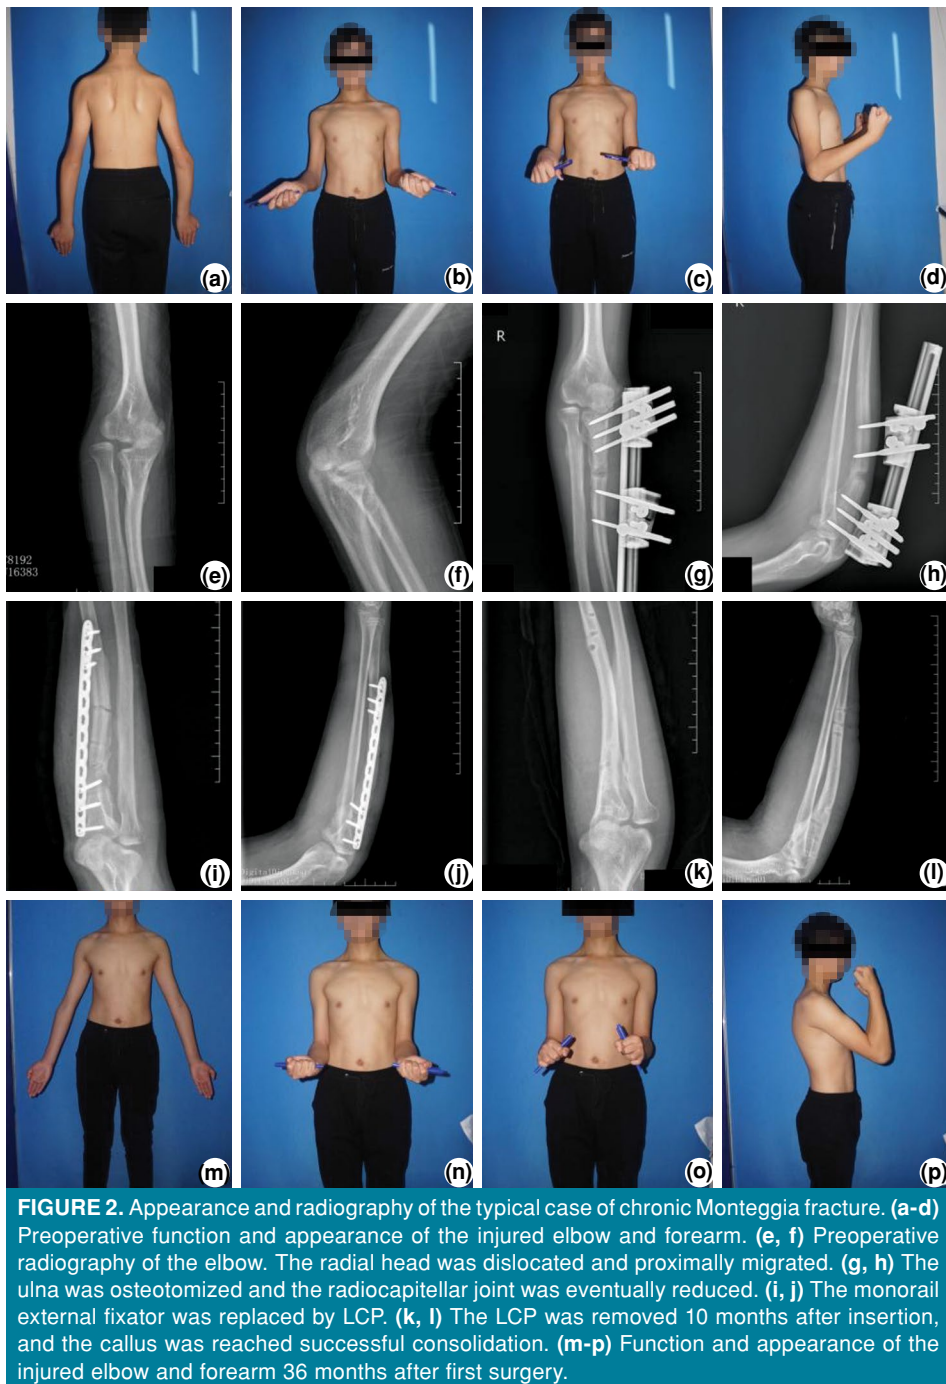 (a)
(b)
(c)
(d)
R
R
78192
716383
(e)
(f)
(g)
(h)
(i)
(j)
(k)
(l)
(m)
(n)
(o)
(p)
FIGURE 2. Appearance and radiography of the typical case of chronic Monteggia fracture. (a-d)
Preoperative function and appearance of the injured elbow and forearm. (e, f) Preoperative
radiography of the elbow. The radial head was dislocated and proximally migrated. (g, h) The
ulna was osteotomized and the radiocapitellar joint was eventually reduced. (i, j) The monorail
external fixator was replaced by LCP. (k, l) The LCP was removed 10 months after insertion,
and the callus was reached successful consolidation. (m-p) Function and appearance of the
injured elbow and forearm 36 months after first surgery.